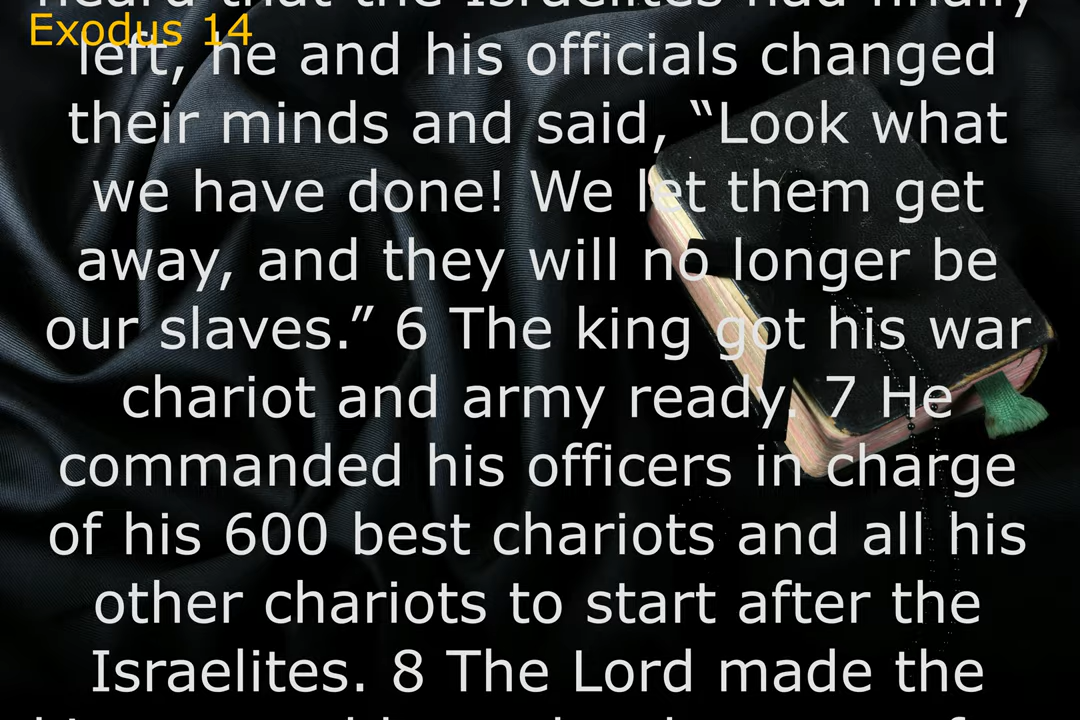 heard that the Israelites had finally
Exodus 14
left, he and his officials changed
their minds and said, “Look what
we have done! We let them get
away, and they will no longer be
our slaves.” 6 The king got his war
chariot and army ready. 7 He
commanded his officers in charge
of his 600 best chariots and all his
other chariots to start after the
Israelites. 8 The Lord made the